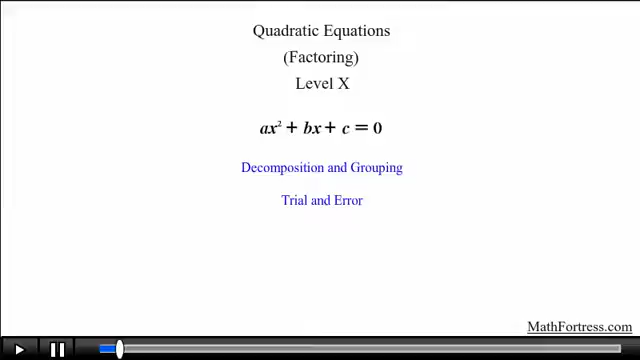 Quadratic Equations
(Factoring)
Level X
ax² + bx + c = 0
Decomposition and Grouping
Trial and Error
MathFortress.com